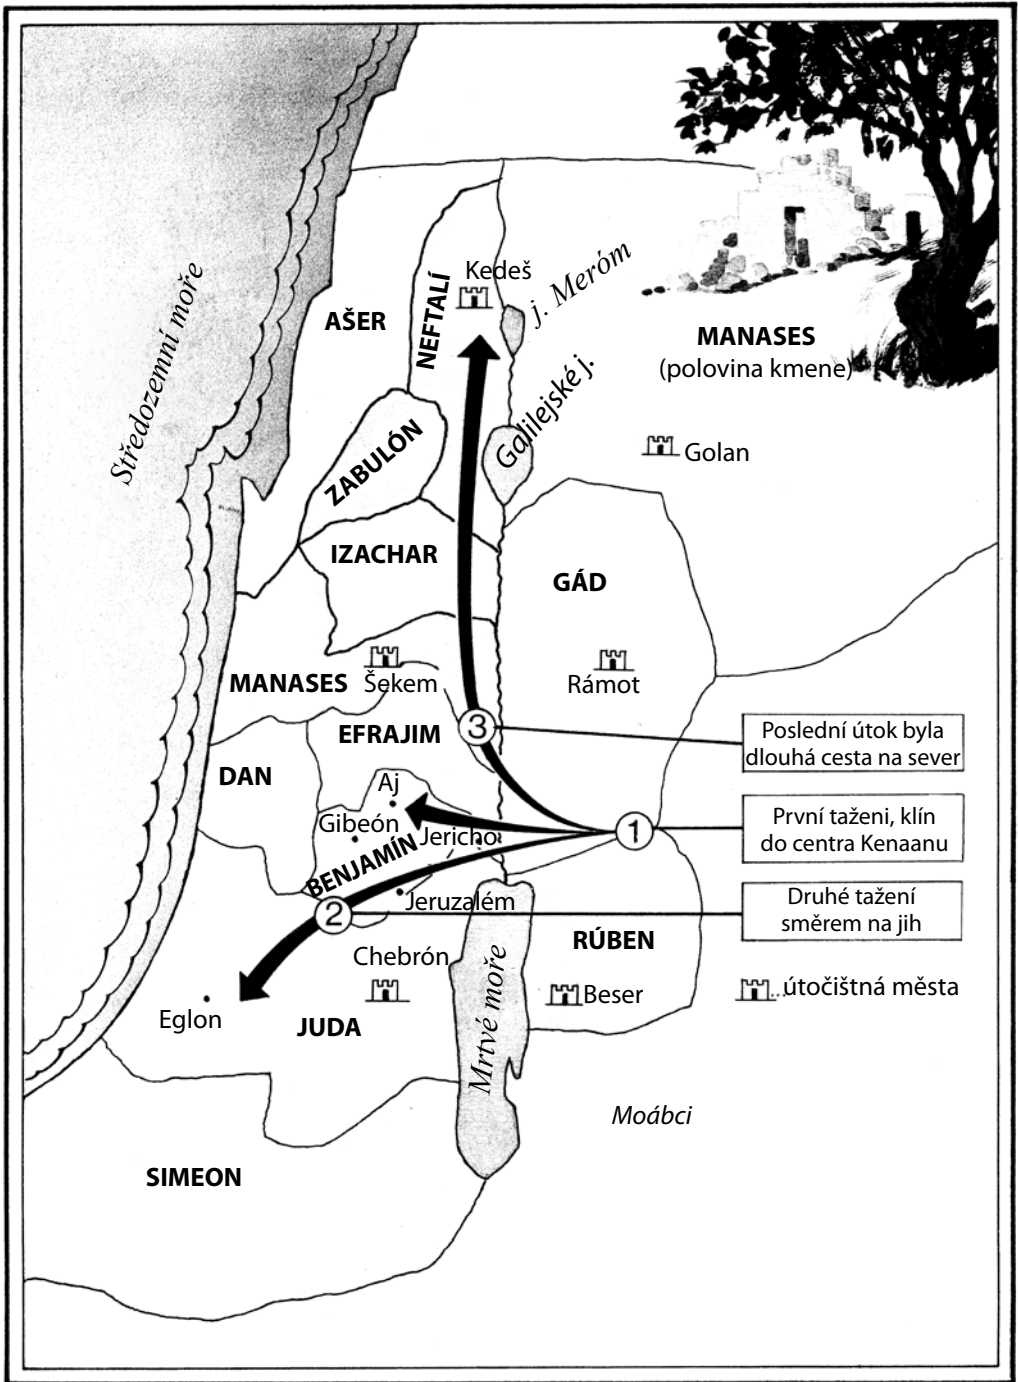 Středozemní moře
AŠER
NEFTALÍ
Kedeš
j. Meróm
MANASES
(polovina kmene)
Galilejské j.
Golan
ZABULÓN
IZACHAR
GÁD
MANASES
Šekem
Rámot
EFRAJIM
3
Poslední útok byla
dlouhá cesta na sever
DAN
Aj
Gibeón
Jericho
1
První taženi, klín
do centra Kenaanu
BENJAMÍN
Jeruzalém
2
Druhé tažení
směrem na jih
Chebrón
RÚBEN
Beser
...útočištná města
Eglon
JUDA
Mrtvé moře
Moábci
SIMEON